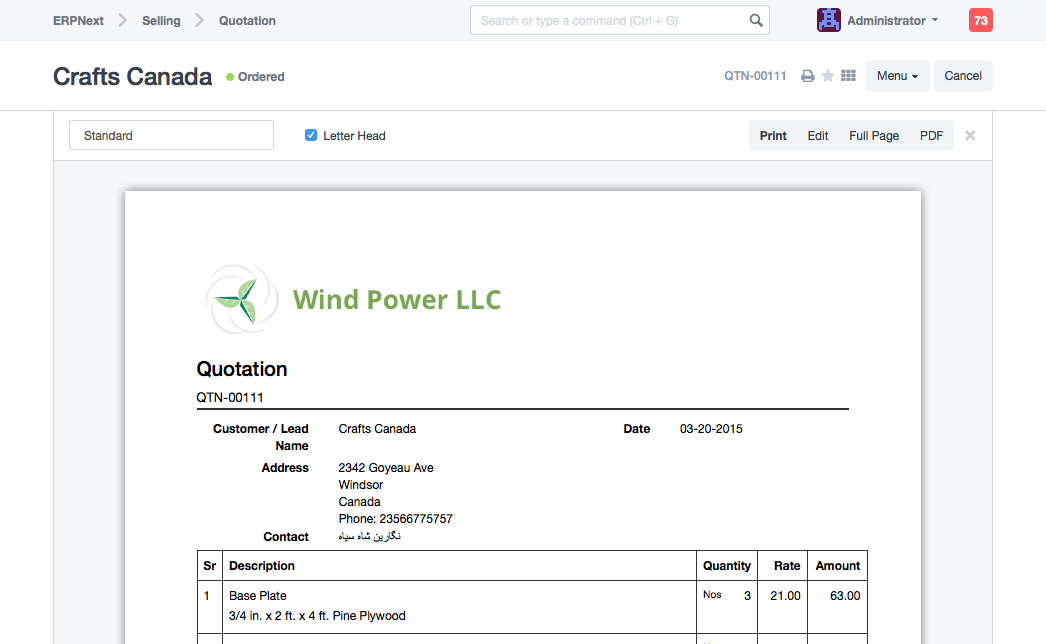 ERPNext Selling Quotation Search or type a command (Ctrl + G) Administrator 73
Crafts Canada Ordered QTN-00111 Menu Cancel
Standard Letter Head Print Edit Full Page PDF
Wind Power LLC
Quotation
QTN-00111
Customer / Lead Name Crafts Canada Date 03-20-2015
Address 2342 Goyeau Ave
Windsor
Canada
Phone: 23566775757
Contact نگارین شاه سیاه
Sr Description Quantity Rate Amount
1 Base Plate Nos 3 21.00 63.00
3/4 in. x 2 ft. x 4 ft. Pine Plywood